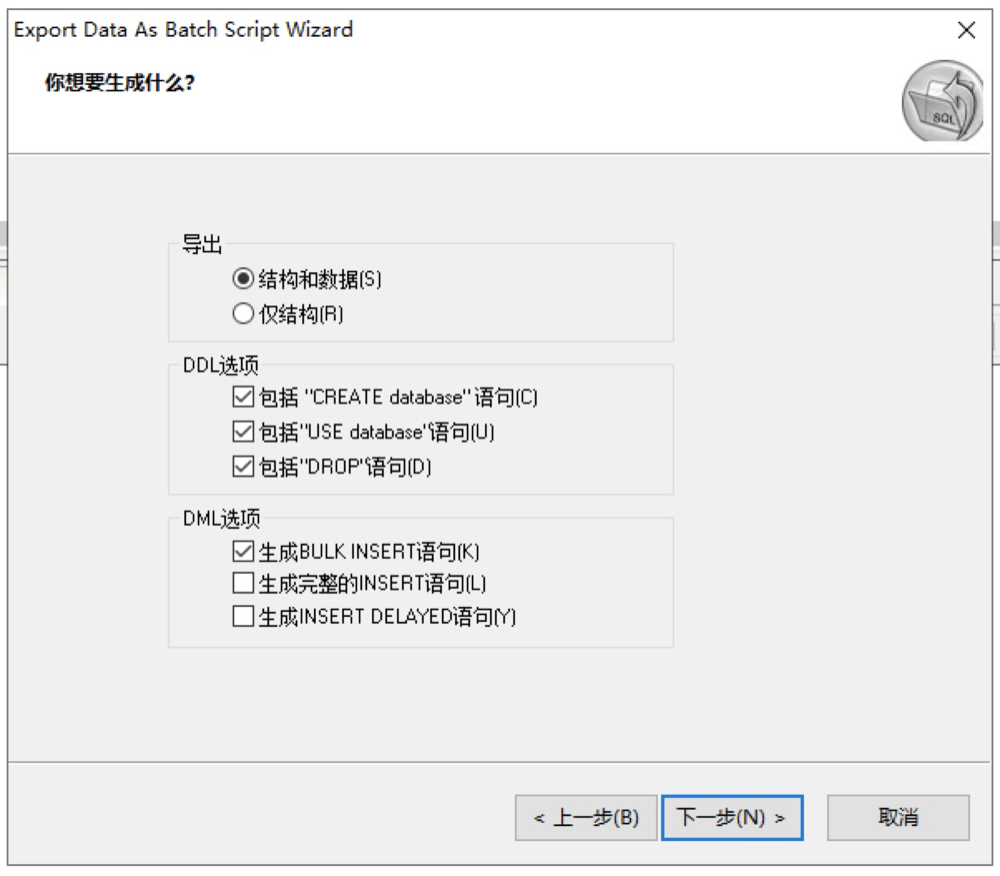 Export Data As Batch Script Wizard
你想要生成什么?
SQL
导出
结构和数据(S)
仅结构(R)
DDL选项
包括 "CREATE database" 语句(C)
包括"USE database"语句(U)
包括"DROP"语句(D)
DML选项
生成BULK INSERT语句(K)
生成完整的INSERT语句(L)
生成INSERT DELAYED语句(Y)
< 上一步(B) 下一步(N) > 取消